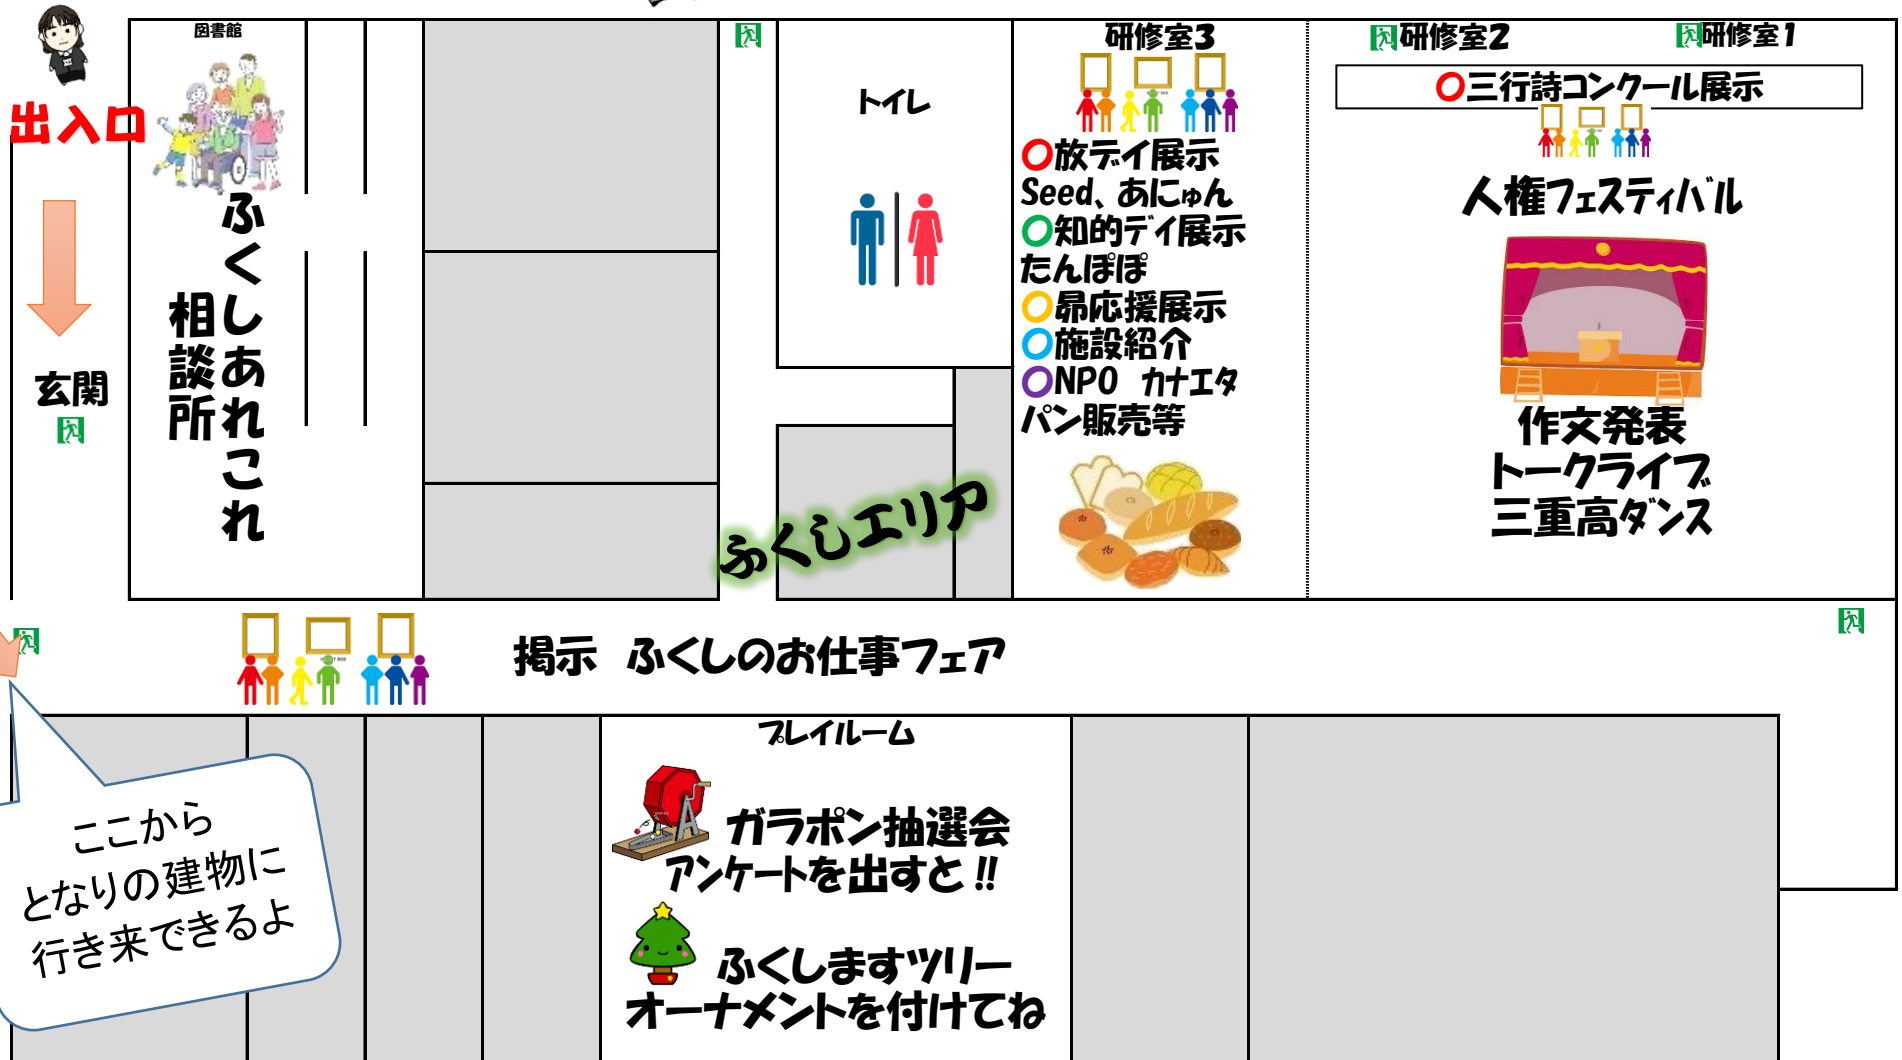 出入口
玄関
図書館
ふくしあれこれ
相談所
トイレ
研修室3
〇放デイ展示
Seed、あにゅん
〇知的デイ展示
たんぽぽ
〇昴応援展示
〇施設紹介
〇NPO カナエタ
パン販売等
研修室2
研修室1
〇三行詩コンクール展示
人権フェスティバル
作文発表
トークライブ
三重高ダンス
ふくしエリア
掲示 ふくしのお仕事フェア
ここから
となりの建物に
行き来できるよ
プレイルーム
ガラポン抽選会
アンケートを出すと!!
ふくしますツリー
オーナメントを付けてね